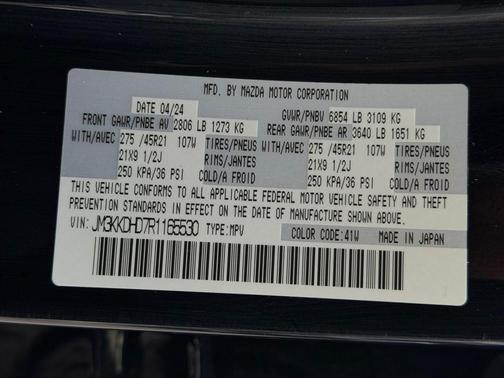 MFD. BY MAZDA MOTOR CORPORATION
DATE 04/24
GVWR/PNBV 6854 LB 3109 KG
FRONT GAWR/PNBE AV 2806 LB 1273 KG
REAR GAWR/PNBE AR 3640 LB 1651 KG
WITH/AVEC 275 /45R21 107W TIRES/PNEUS
21X9 1/2J RIMS/JANTES
250 KPA/36 PSI COLD/A FROID
WITH/AVEC 275 /45R21 107W TIRES/PNEUS
21X9 1/2J RIMS/JANTES
250 KPA/36 PSI COLD/A FROID
THIS VEHICLE CONFORMS TO ALL APPLICABLE FEDERAL MOTOR VEHICLE SAFETY AND THEFT
PREVENTION STANDARDS IN EFFECT ON THE DATE OF MANUFACTURE SHOWN ABOVE.
VIN: JM3KKDHD7R1165530 TYPE:MPV
COLOR CODE:41W MADE IN JAPAN